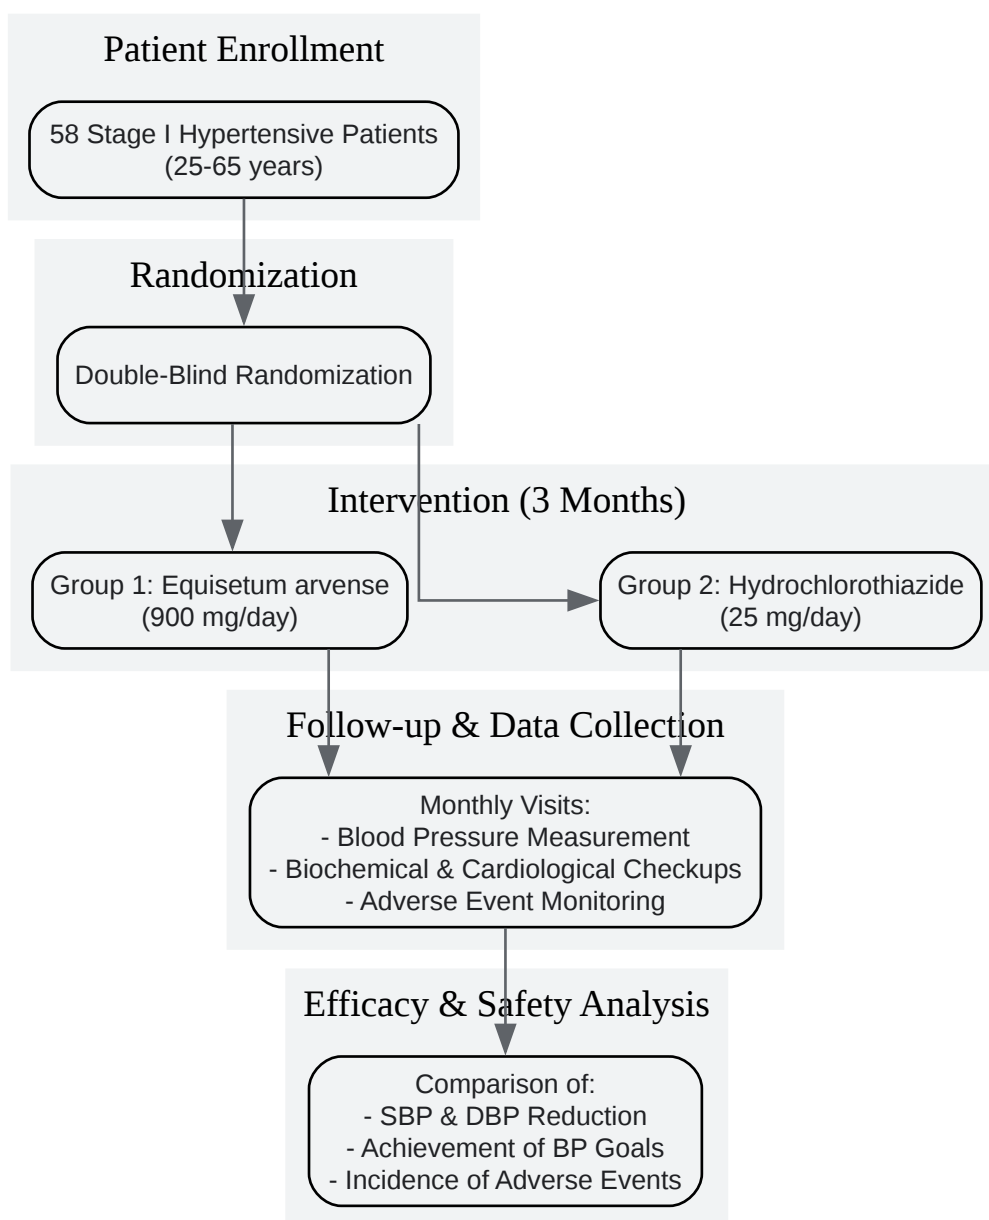 Patient Enrollment
58 Stage I Hypertensive Patients
(25-65 years)
Randomization
Double-Blind Randomization
Intervention (3 Months)
Group 1: Equisetum arvense
(900 mg/day)
Group 2: Hydrochlorothiazide
(25 mg/day)
Follow-up & Data Collection
Monthly Visits:
- Blood Pressure Measurement
- Biochemical & Cardiological Checkups
- Adverse Event Monitoring
Efficacy & Safety Analysis
Comparison of:
- SBP & DBP Reduction
- Achievement of BP Goals
- Incidence of Adverse Events